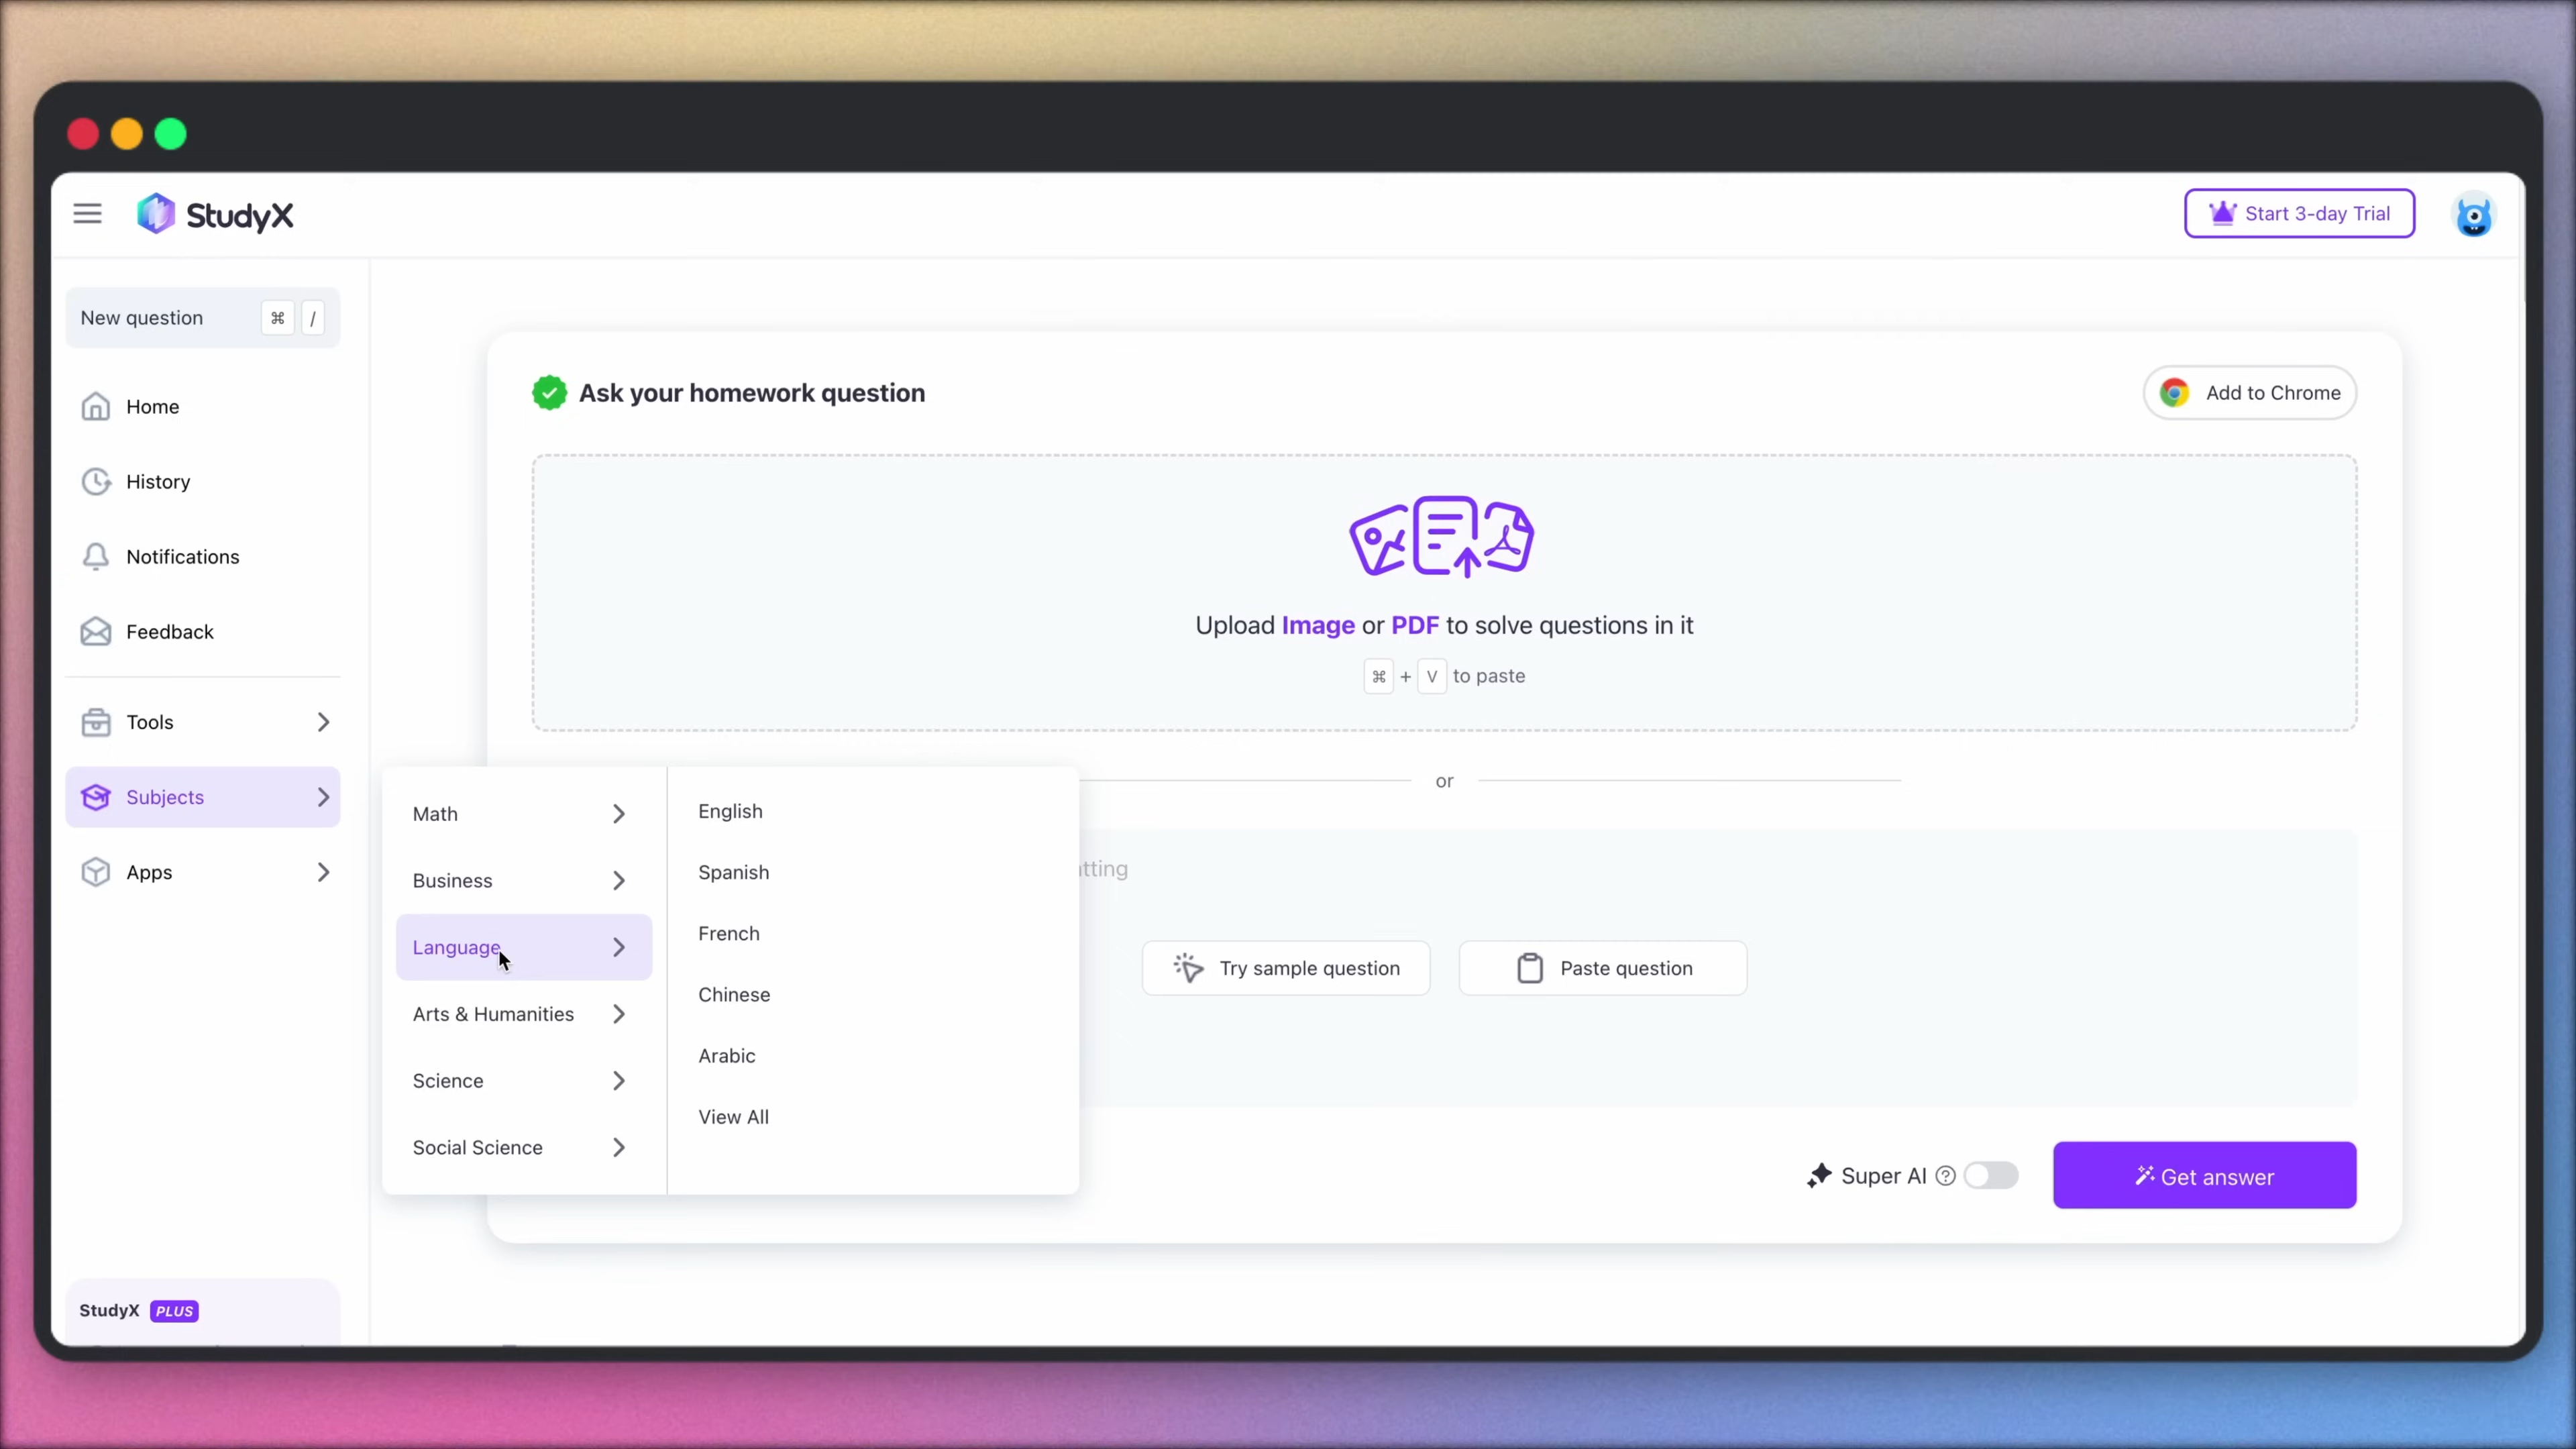 StudyX
Start 3-day Trial
New question ⌘ /
Home
History
Notifications
Feedback
Tools
Subjects
Apps
StudyX PLUS
Ask your homework question
Add to Chrome
Upload Image or PDF to solve questions in it
⌘ + V to paste
or
Math
Business
Language
Arts & Humanities
Science
Social Science
English
Spanish
French
Chinese
Arabic
View All
Try sample question
Paste question
Super AI ?
Get answer